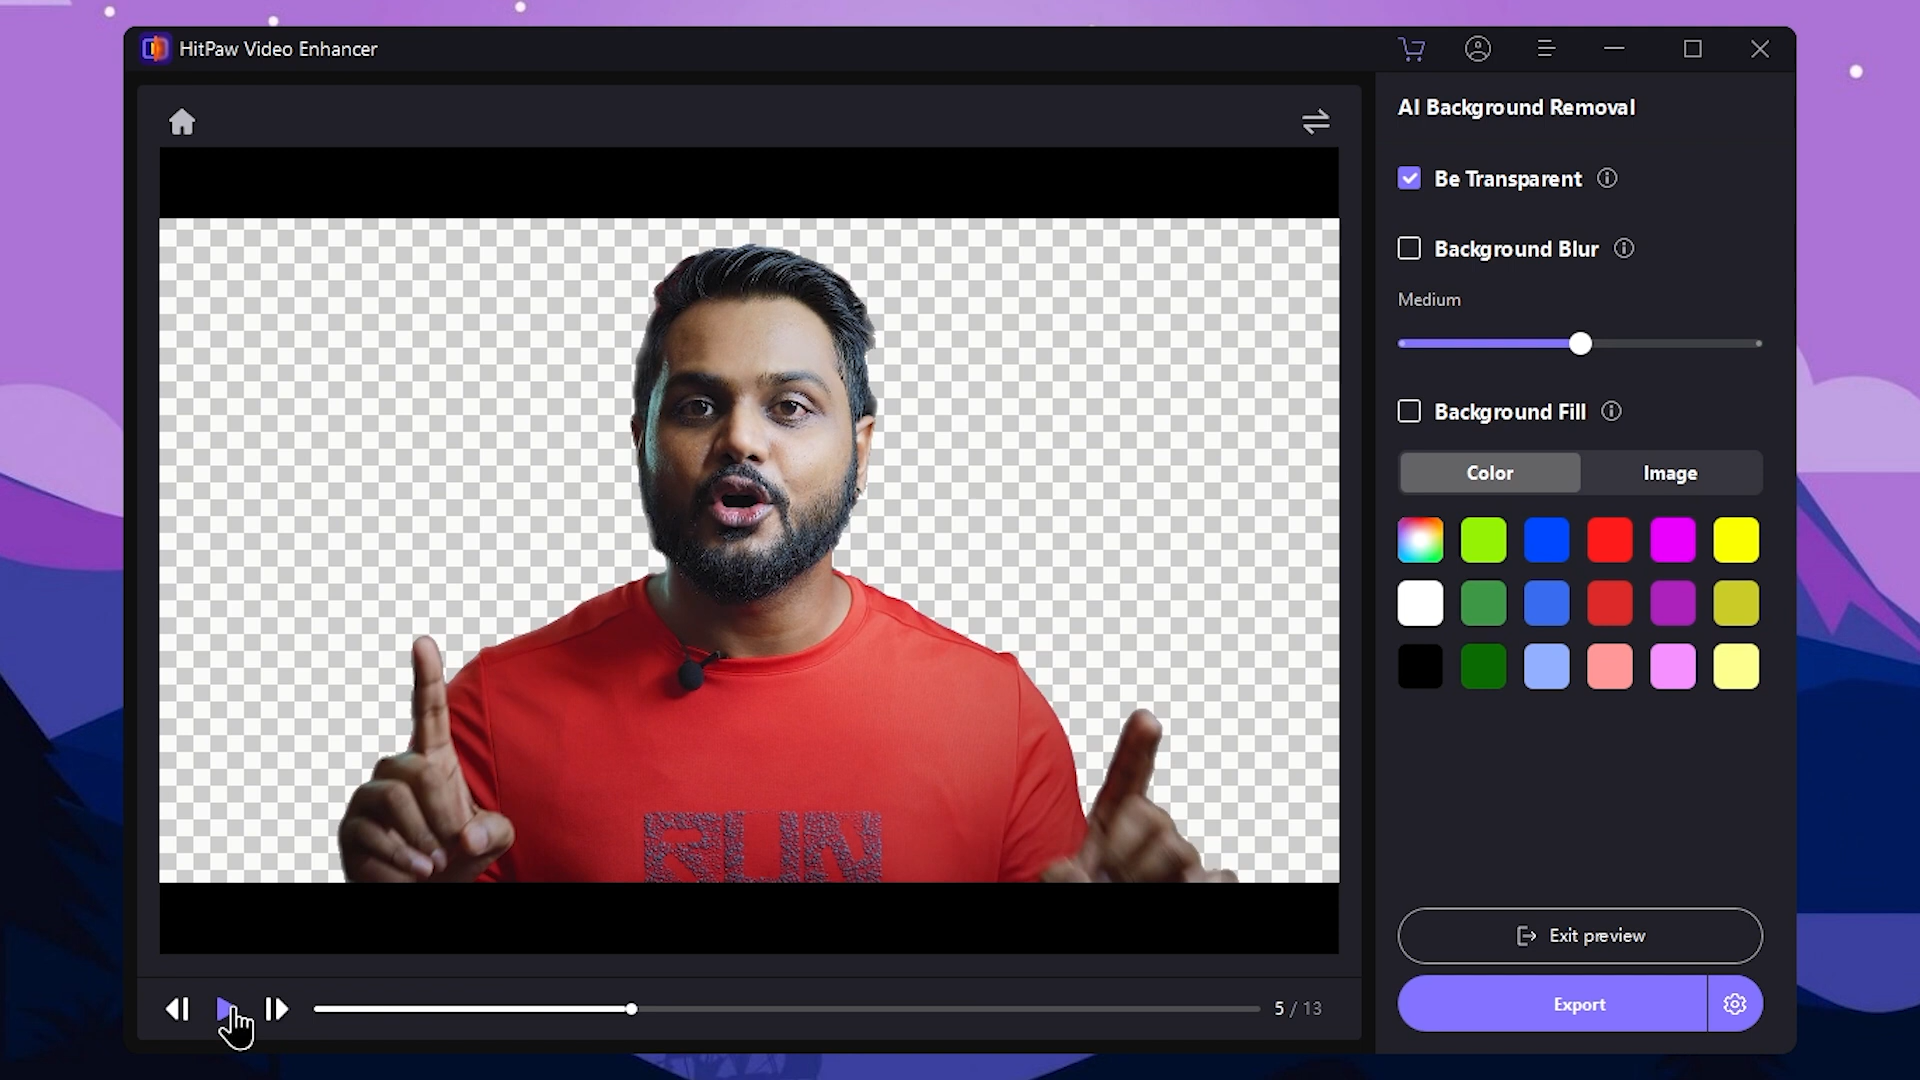 HitPaw Video Enhancer
AI Background Removal
Be Transparent
Background Blur
Medium
Background Fill
Color
Image
RUN
5 / 13
Exit preview
Export